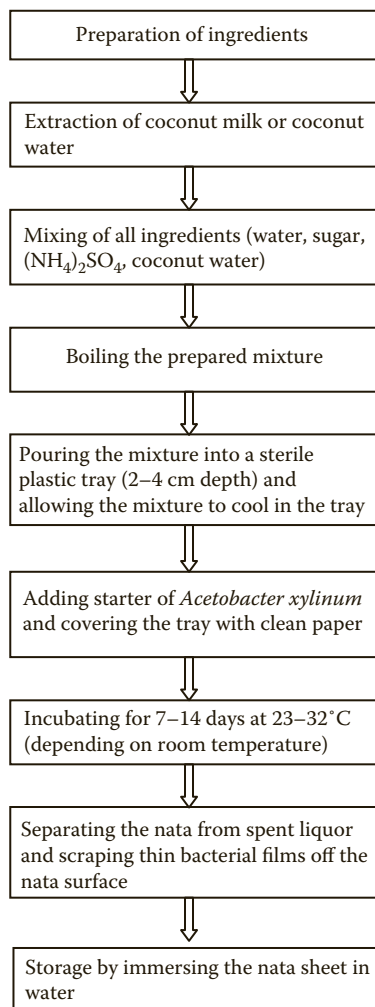 Preparation of ingredients
Extraction of coconut milk or coconut
water
Mixing of all ingredients (water, sugar,
(NH₄)₂SO₄, coconut water)
Boiling the prepared mixture
Pouring the mixture into a sterile
plastic tray (2–4 cm depth) and
allowing the mixture to cool in the tray
Adding starter of Acetobacter xylinum
and covering the tray with clean paper
Incubating for 7–14 days at 23–32˚C
(depending on room temperature)
Separating the nata from spent liquor
and scraping thin bacterial films off the
nata surface
Storage by immersing the nata sheet in
water